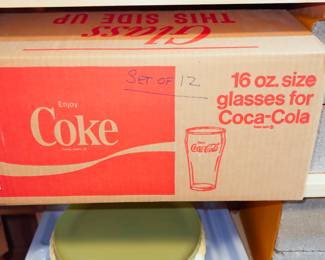 Glass
THIS SIDE UP
SET OF 12
Enjoy
Coke
16 oz. size
glasses for
Coca-Cola
Coca-Cola